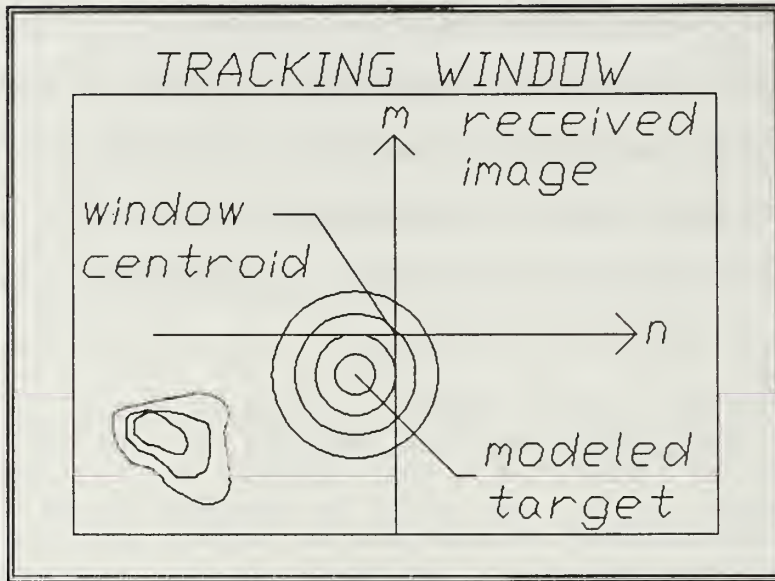 TRACKING WINDOW
m
received
image
window
centroid
n
modeled
target